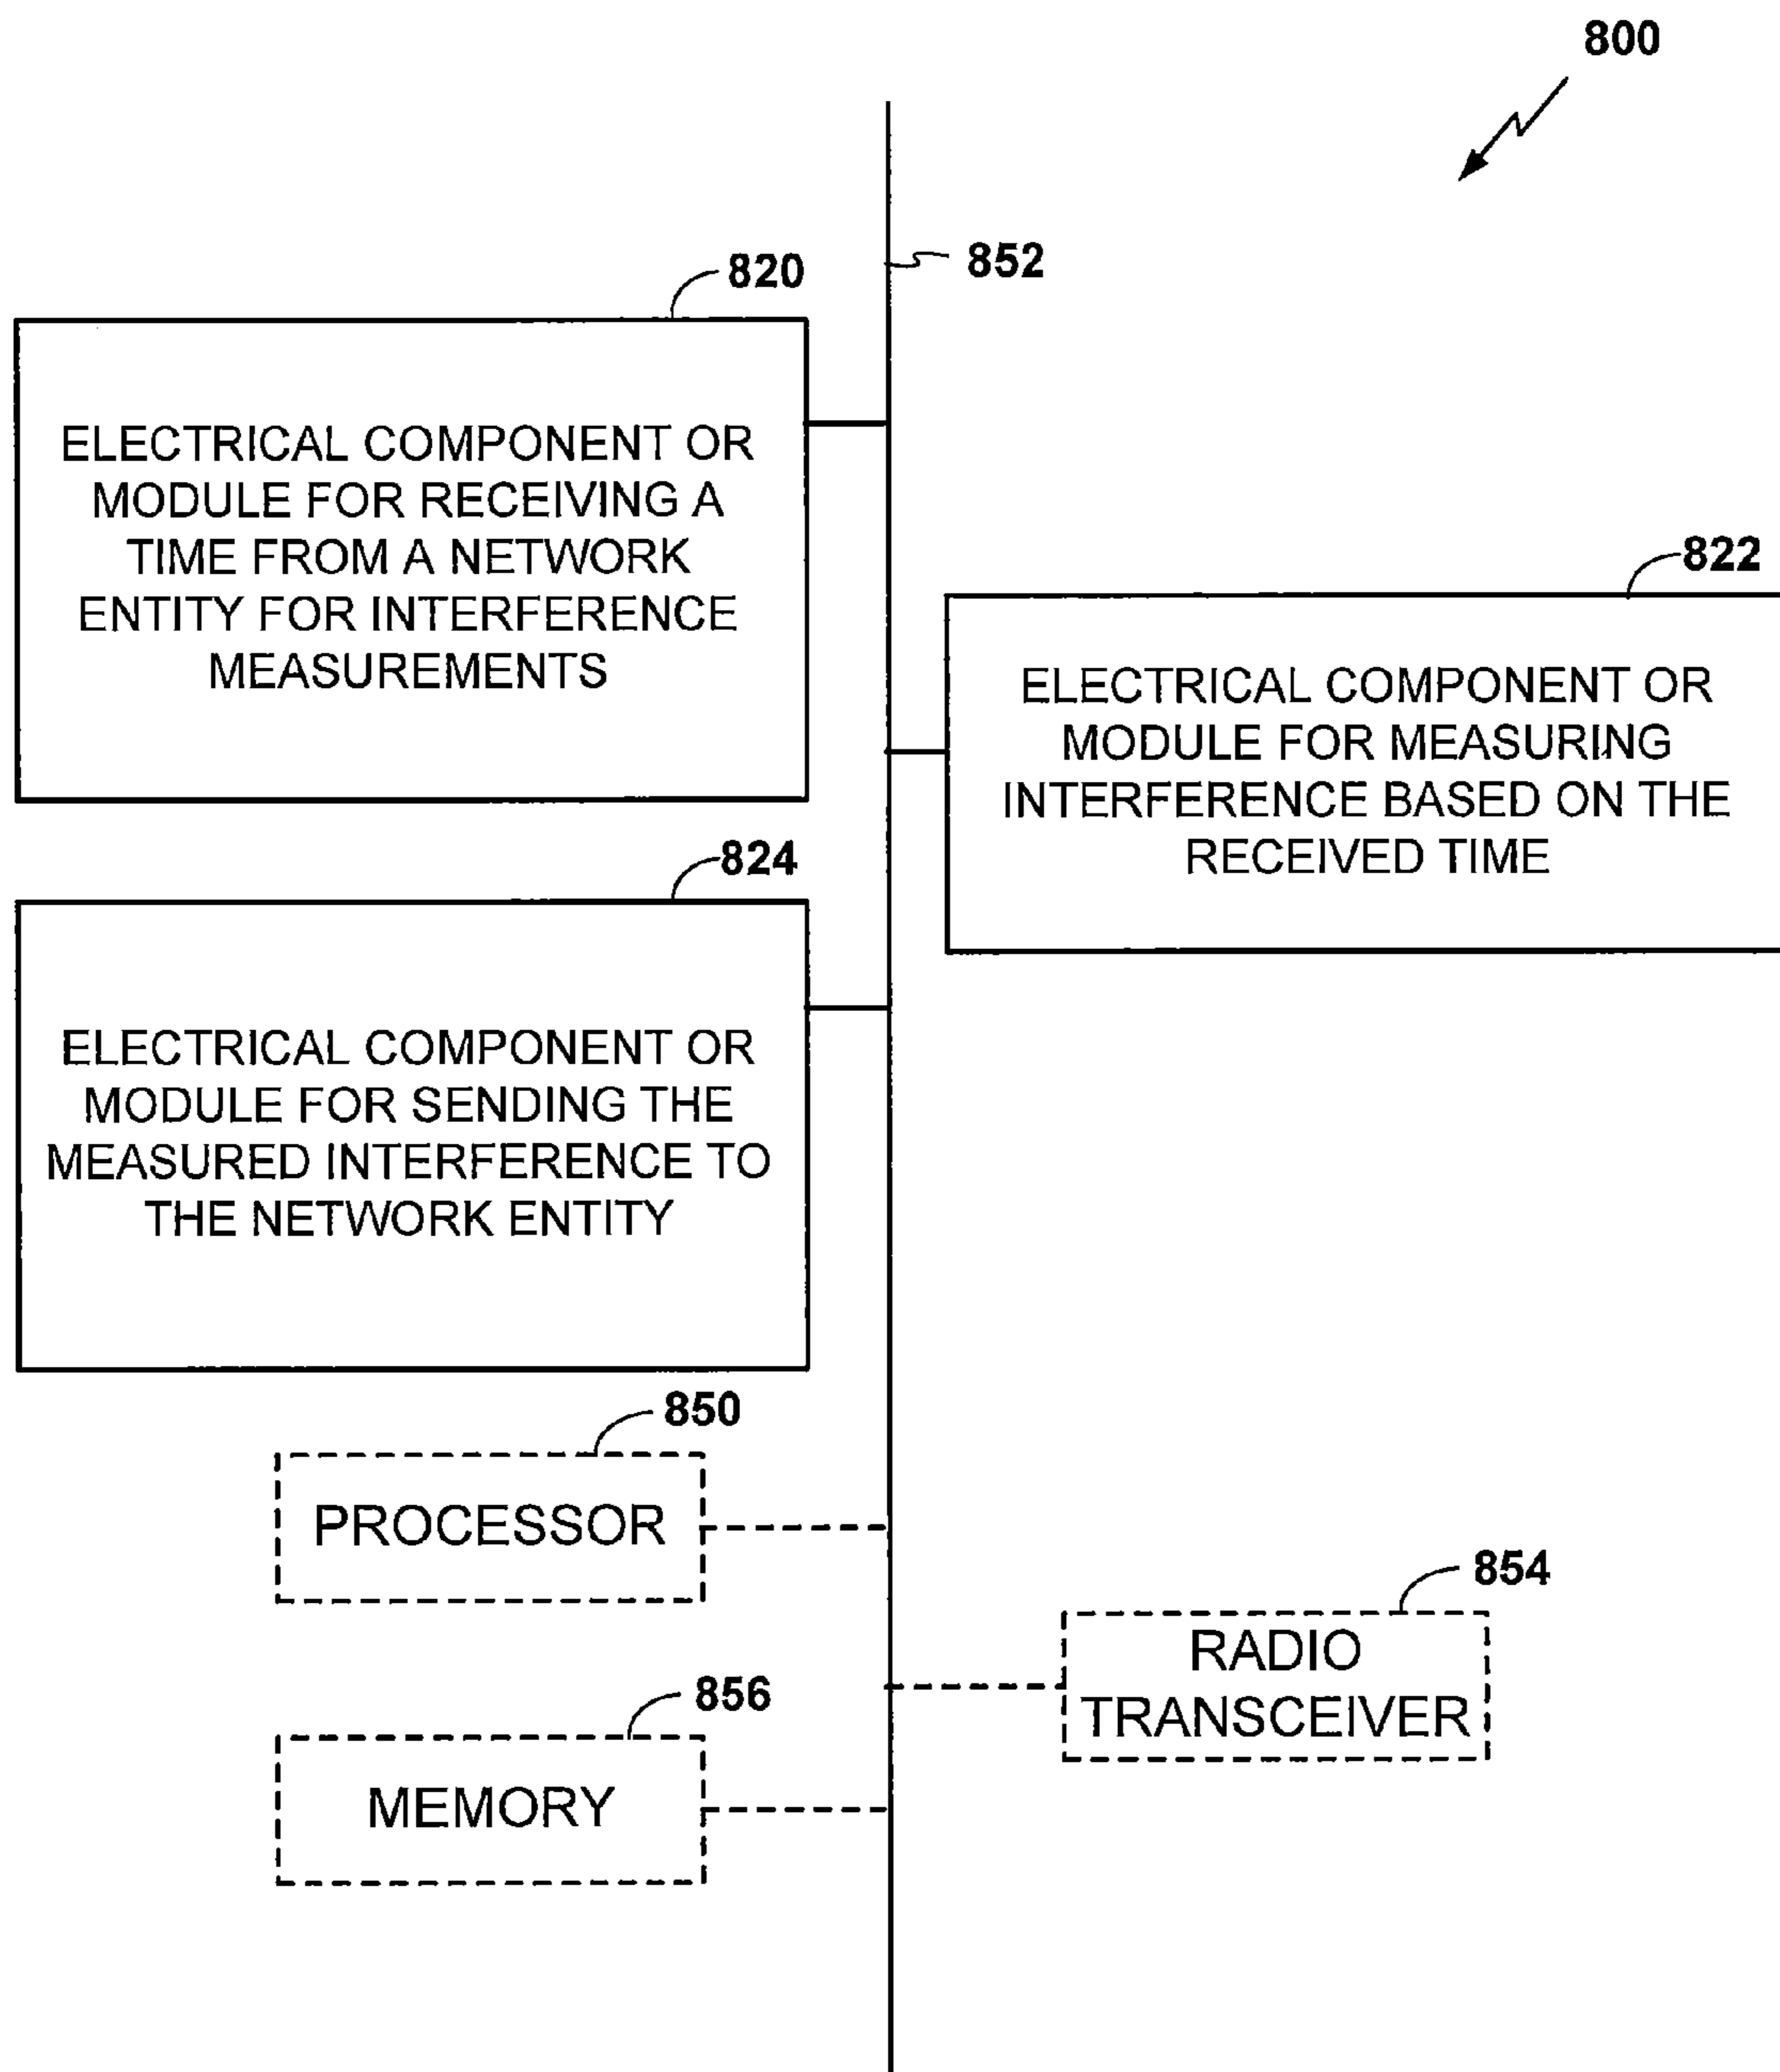 800
852
820
ELECTRICAL COMPONENT OR
MODULE FOR RECEIVING A
TIME FROM A NETWORK
ENTITY FOR INTERFERENCE
MEASUREMENTS
822
ELECTRICAL COMPONENT OR
MODULE FOR MEASURING
INTERFERENCE BASED ON THE
RECEIVED TIME
824
ELECTRICAL COMPONENT OR
MODULE FOR SENDING THE
MEASURED INTERFERENCE TO
THE NETWORK ENTITY
850
PROCESSOR
854
RADIO
TRANSCEIVER
856
MEMORY